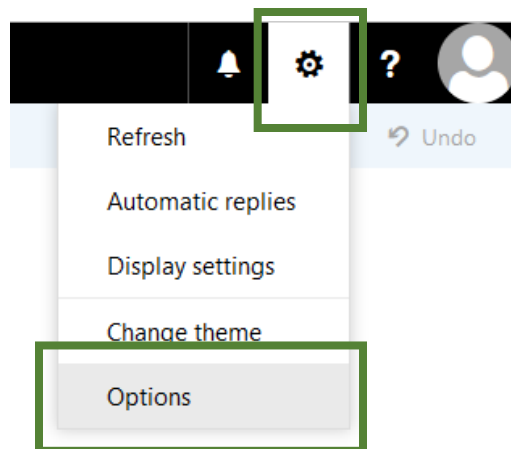 ?
Refresh
Undo
Automatic replies
Display settings
Change theme
Options